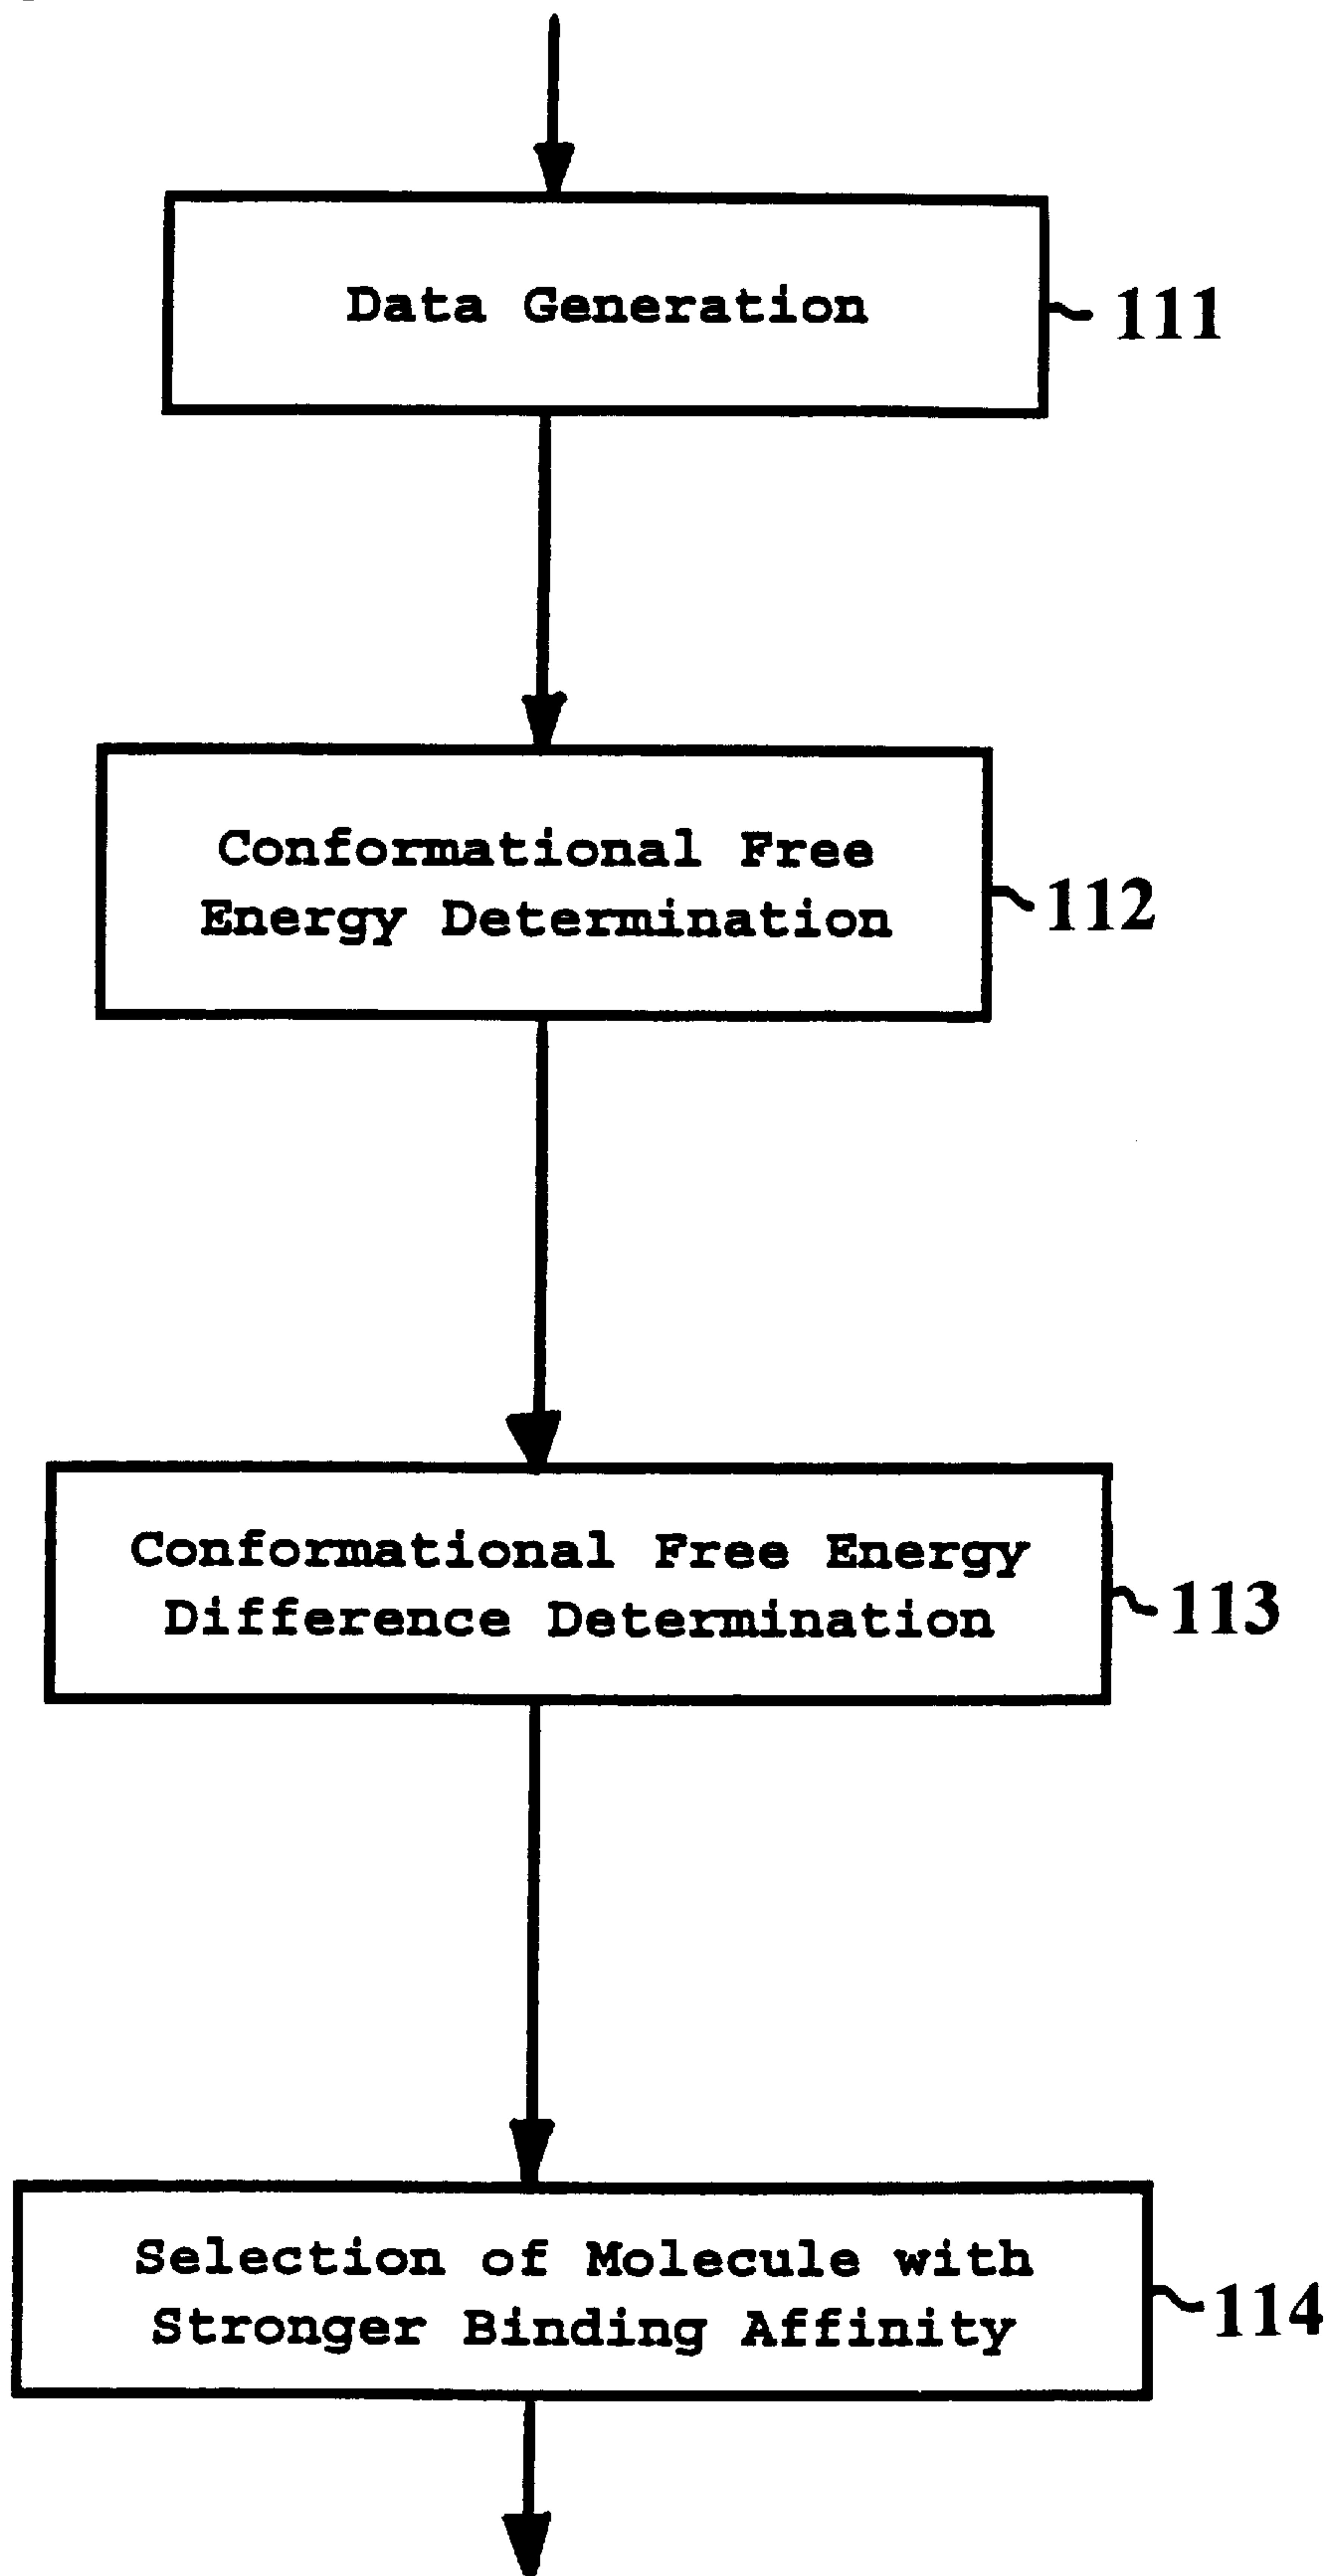 Data Generation
111
Conformational Free
Energy Determination
112
Conformational Free Energy
Difference Determination
113
Selection of Molecule with
Stronger Binding Affinity
114